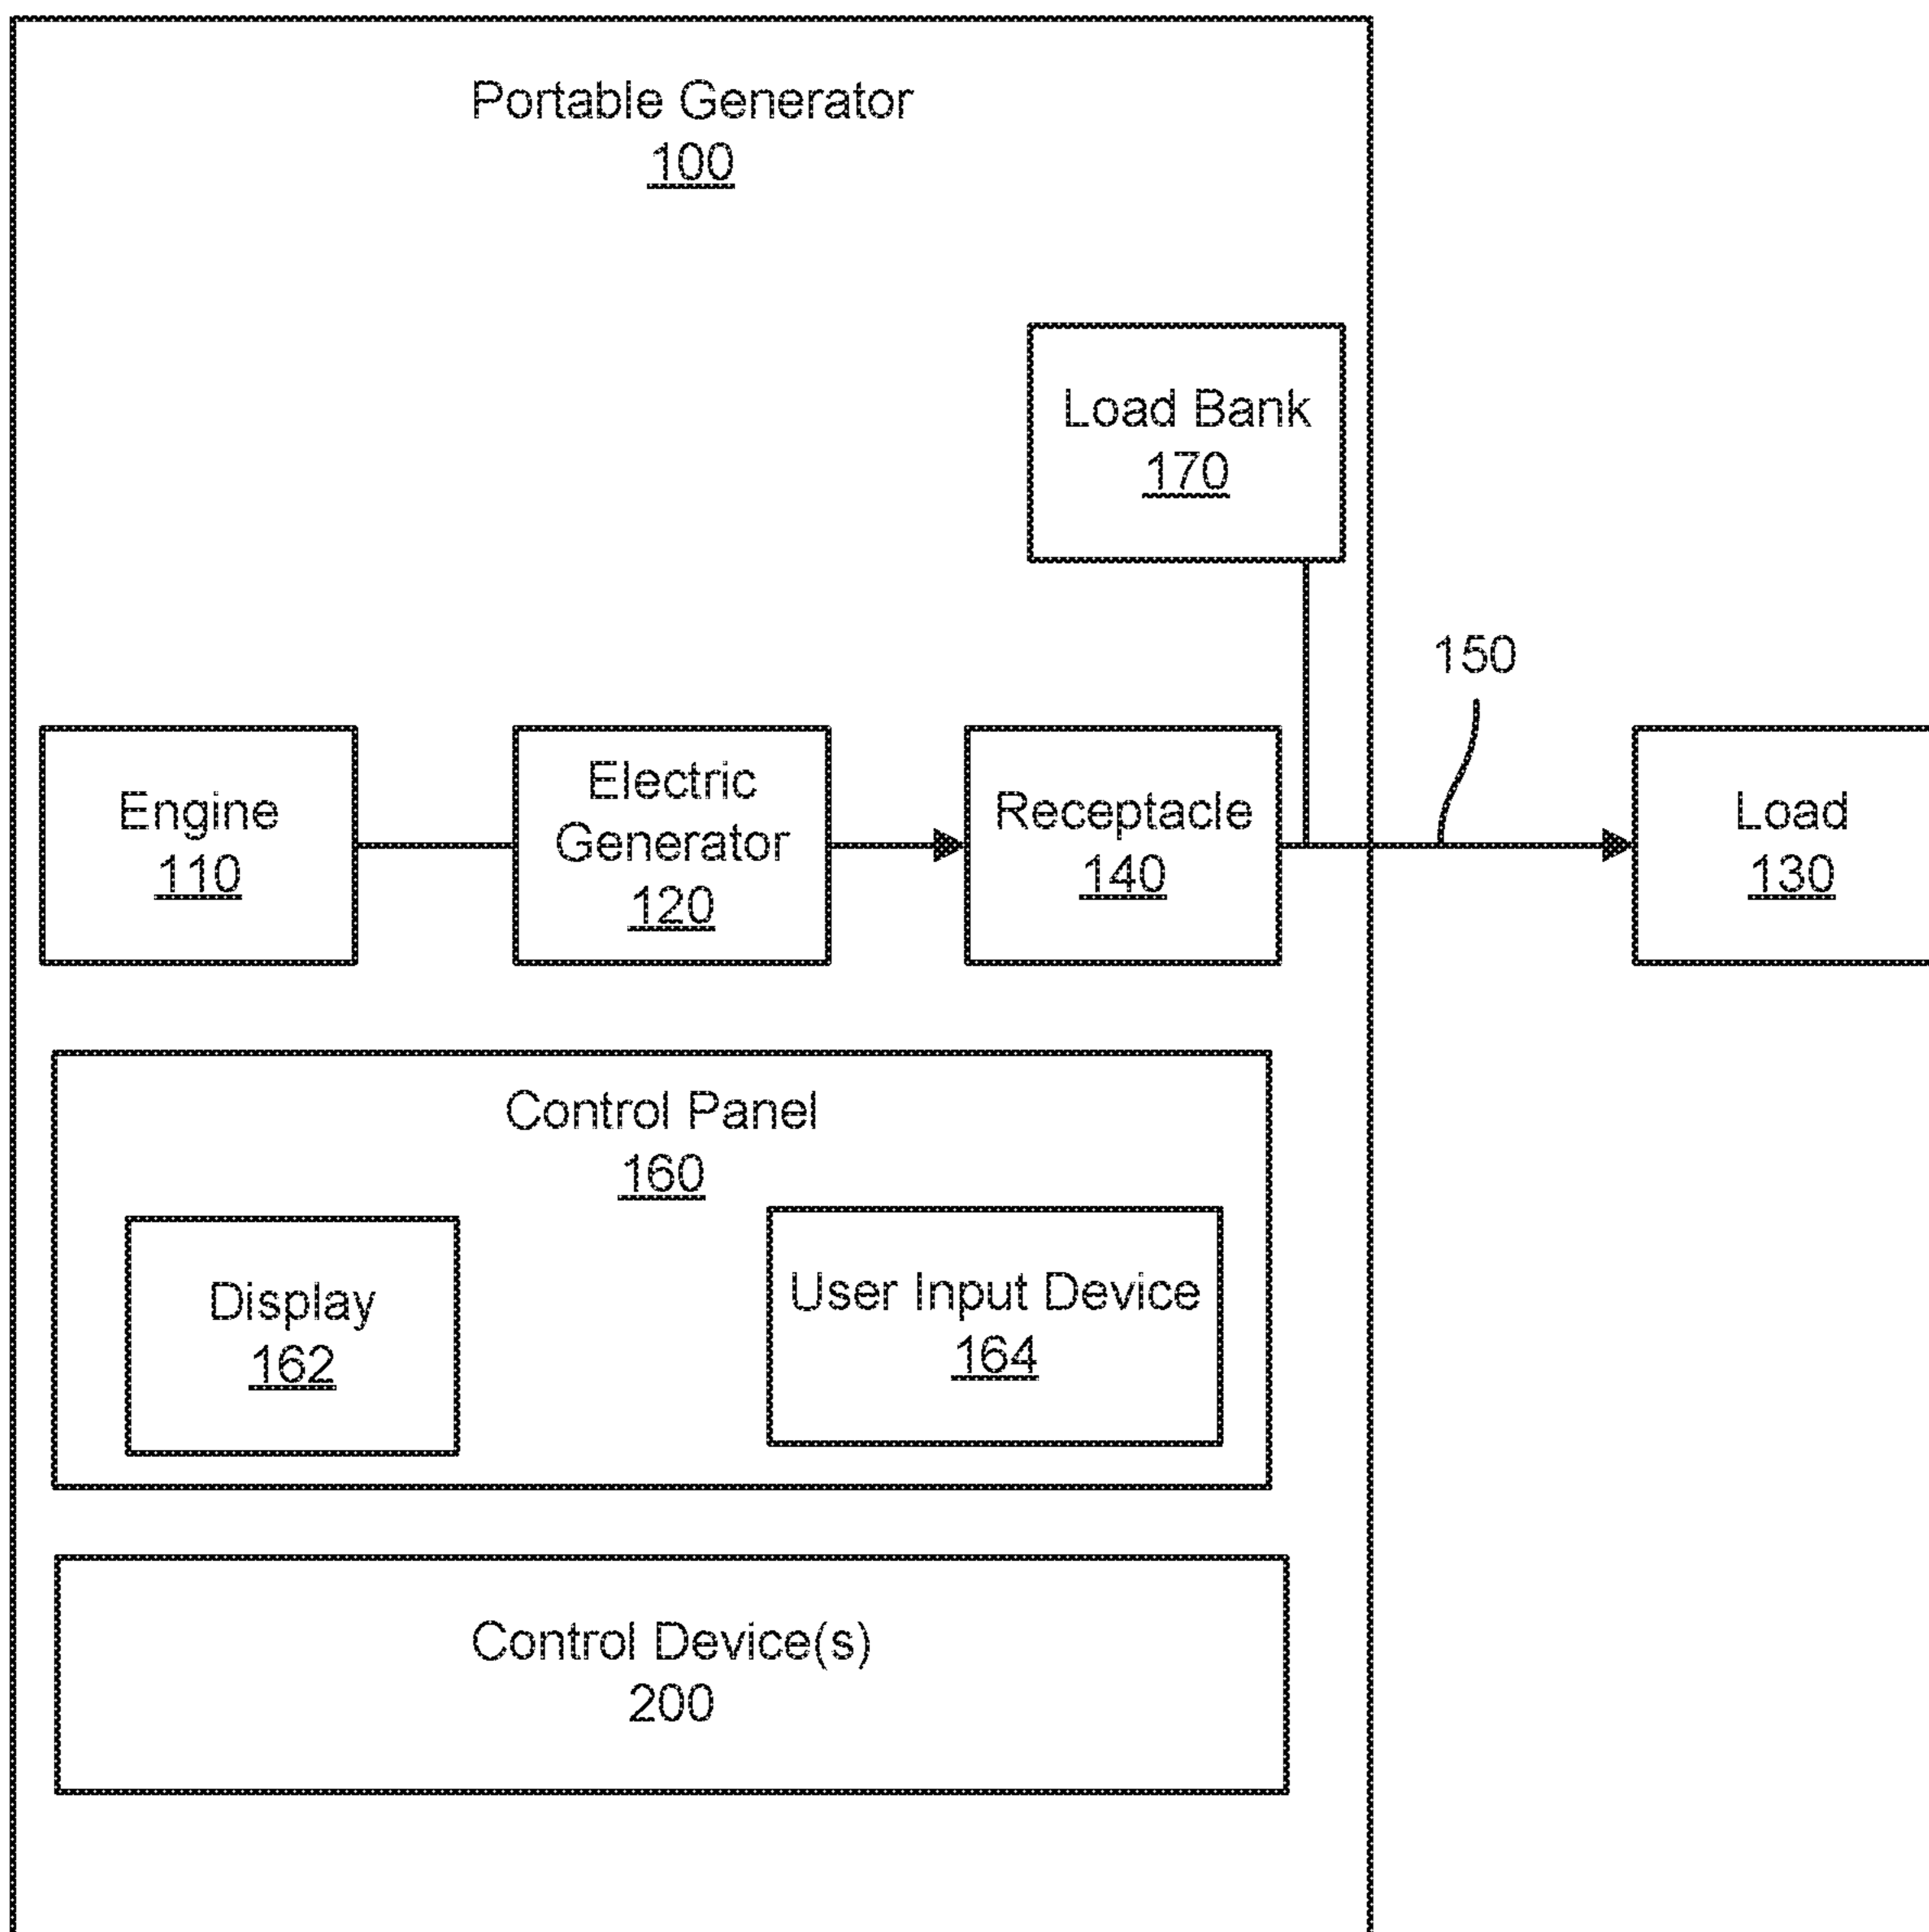 Portable Generator
100
Load Bank
170
150
Engine
110
Electric
Generator
120
Receptacle
140
Load
130
Control Panel
160
Display
162
User Input Device
164
Control Device(s)
200